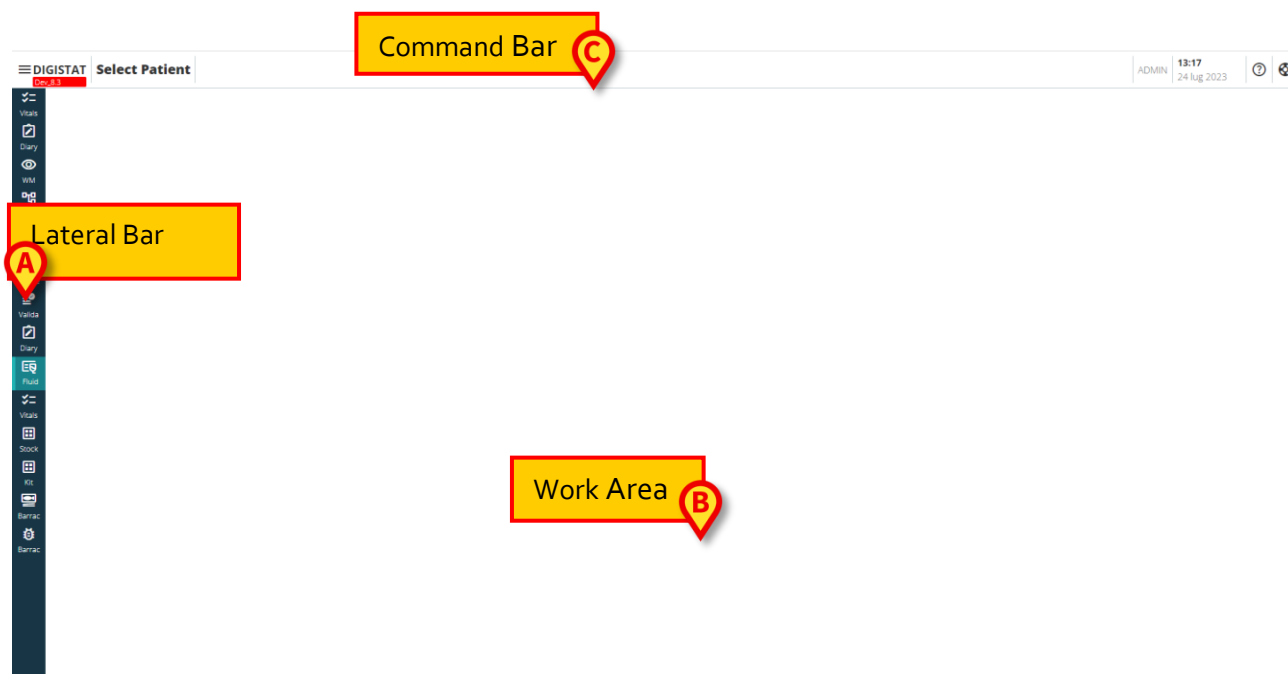 Command Bar
C
DIGISTAT
Dev_8.3
Select Patient
ADMIN
13:17
24 lug 2023
Vitals
Diary
WM
Lateral Bar
A
Valida
Diary
Fluid
Vitals
Stock
Kit
Barrac
Barrac
Work Area
B